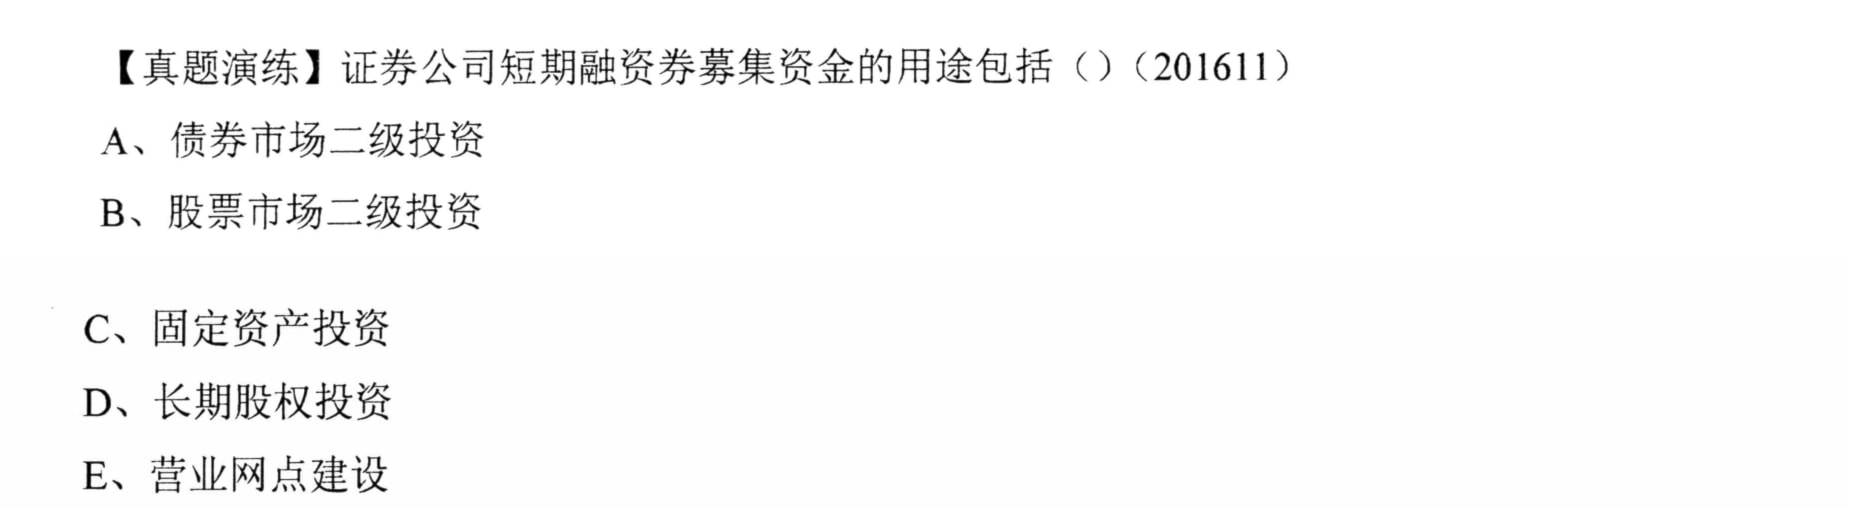 【真题演练】证券公司短期融资券募集资金的用途包括（）（201611）
A、债券市场二级投资
B、股票市场二级投资
C、固定资产投资
D、长期股权投资
E、营业网点建设